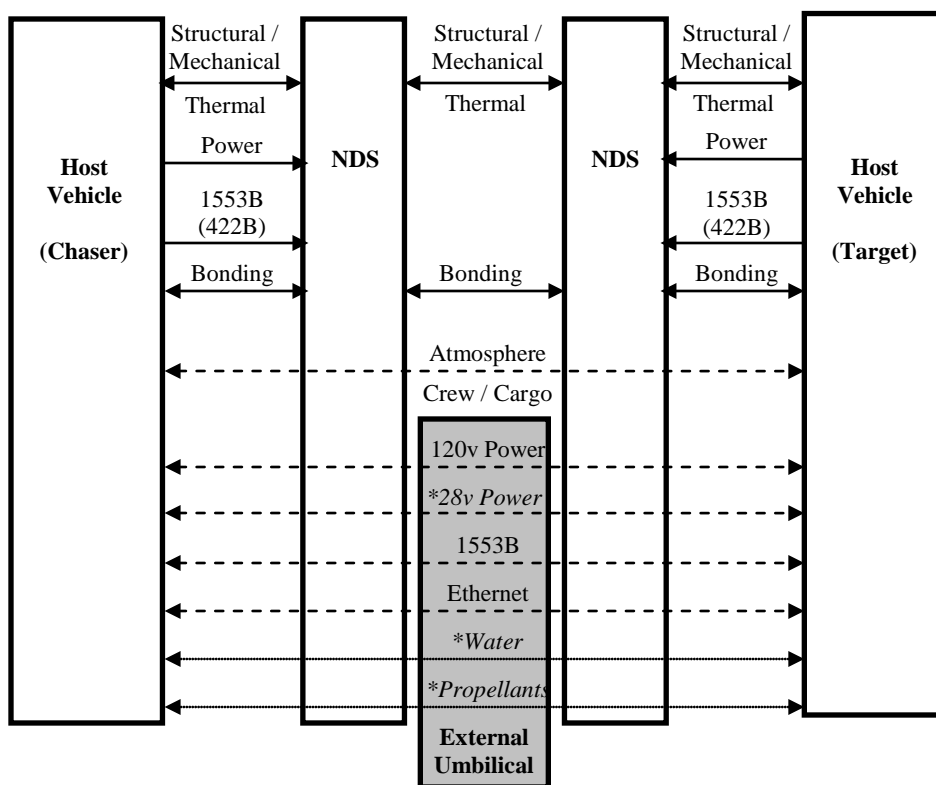 Structural /
Mechanical
Thermal
Structural /
Mechanical
Thermal
Structural /
Mechanical
Thermal
Power
NDS
NDS
Power
Host
Vehicle
(Chaser)
Host
Vehicle
(Target)
1553B
(422B)
1553B
(422B)
Bonding
Bonding
Bonding
Atmosphere
Crew / Cargo
120v Power
*28v Power
1553B
Ethernet
*Water
*Propellants
External
Umbilical